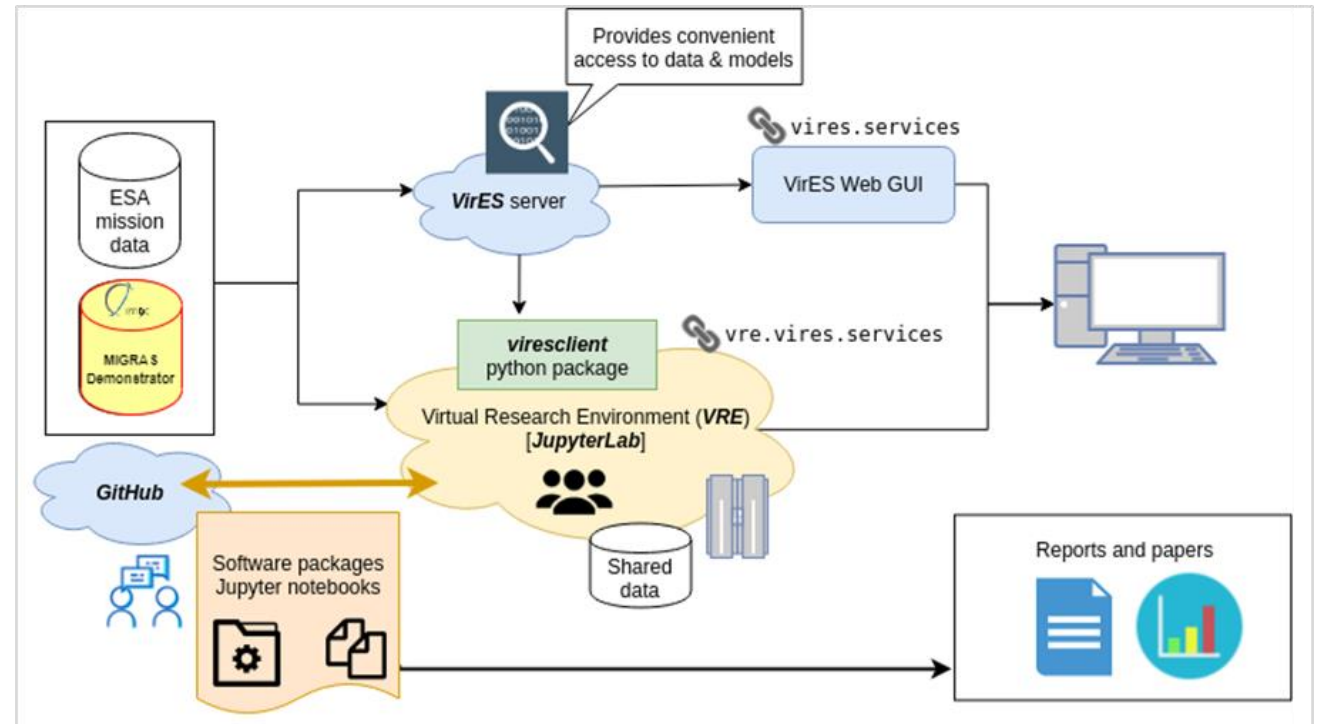 Provides convenient
access to data & models
vires.services
ESA
mission
data
VirES server
VirES Web GUI
MIGRAS
Demonstrator
viresclient
python package
vre.vires.services
Virtual Research Environment (VRE)
[JupyterLab]
GitHub
Software packages
Jupyter notebooks
Shared
data
Reports and papers